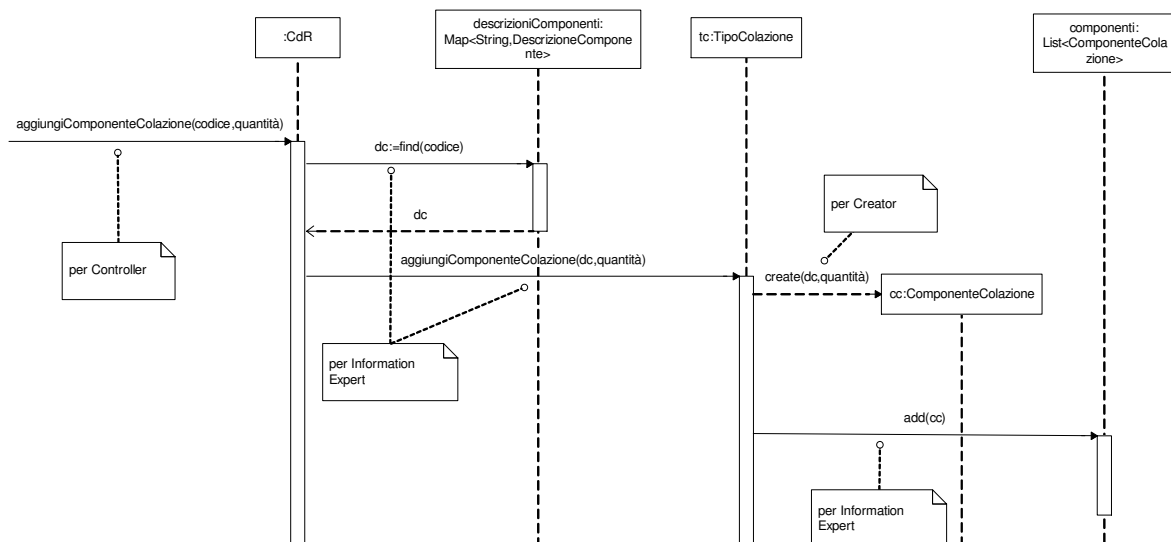 :CdR
descrizioniComponenti:
Map<String,DescrizioneCompone
nte>
tc:TipoColazione
componenti:
List<ComponenteCola
zione>
aggiungiComponenteColazione(codice,quantità)
dc:=find(codice)
per Creator
dc
per Controller
aggiungiComponenteColazione(dc,quantità)
create(dc,quantità)
cc:ComponenteColazione
per Information
Expert
add(cc)
per Information
Expert